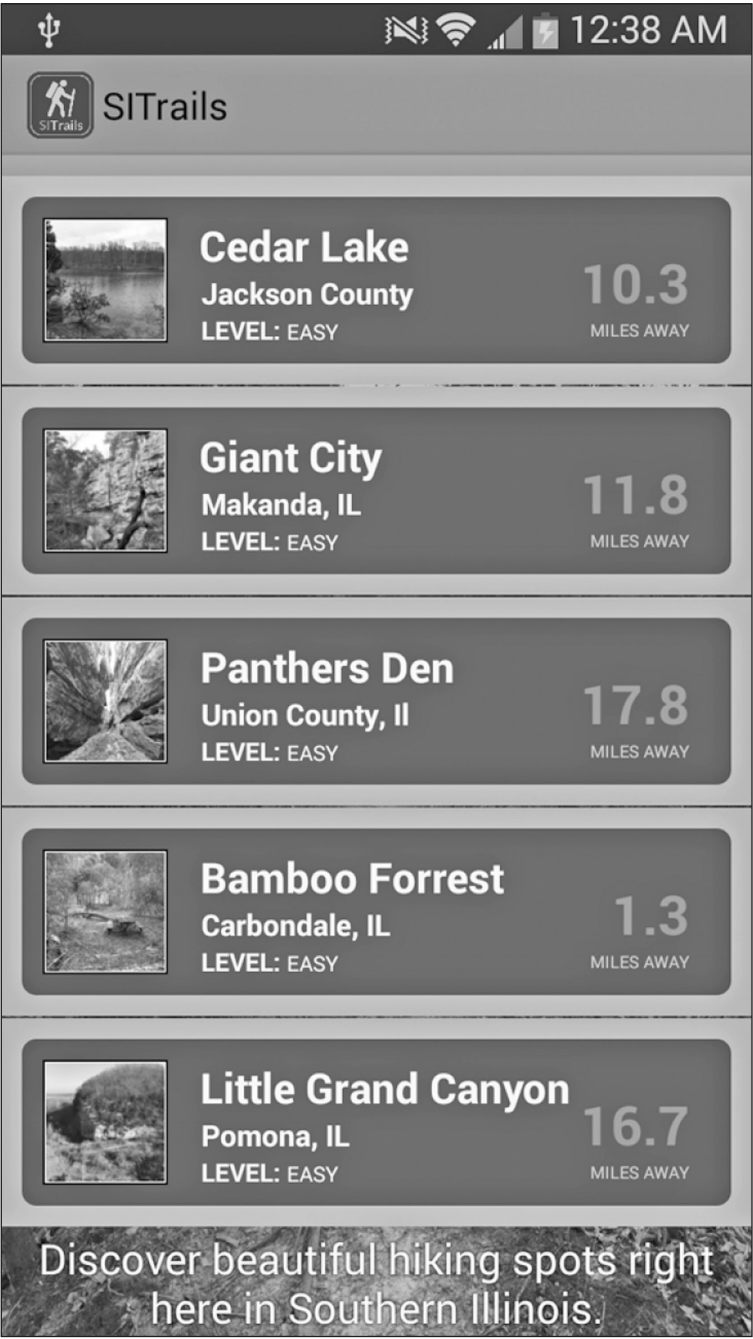 12:38 AM
SITrails
SITrails
Cedar Lake
Jackson County
LEVEL: EASY
10.3
MILES AWAY
Giant City
Makanda, IL
LEVEL: EASY
11.8
MILES AWAY
Panthers Den
Union County, Il
LEVEL: EASY
17.8
MILES AWAY
Bamboo Forrest
Carbondale, IL
LEVEL: EASY
1.3
MILES AWAY
Little Grand Canyon
Pomona, IL
LEVEL: EASY
16.7
MILES AWAY
Discover beautiful hiking spots right
here in Southern Illinois.